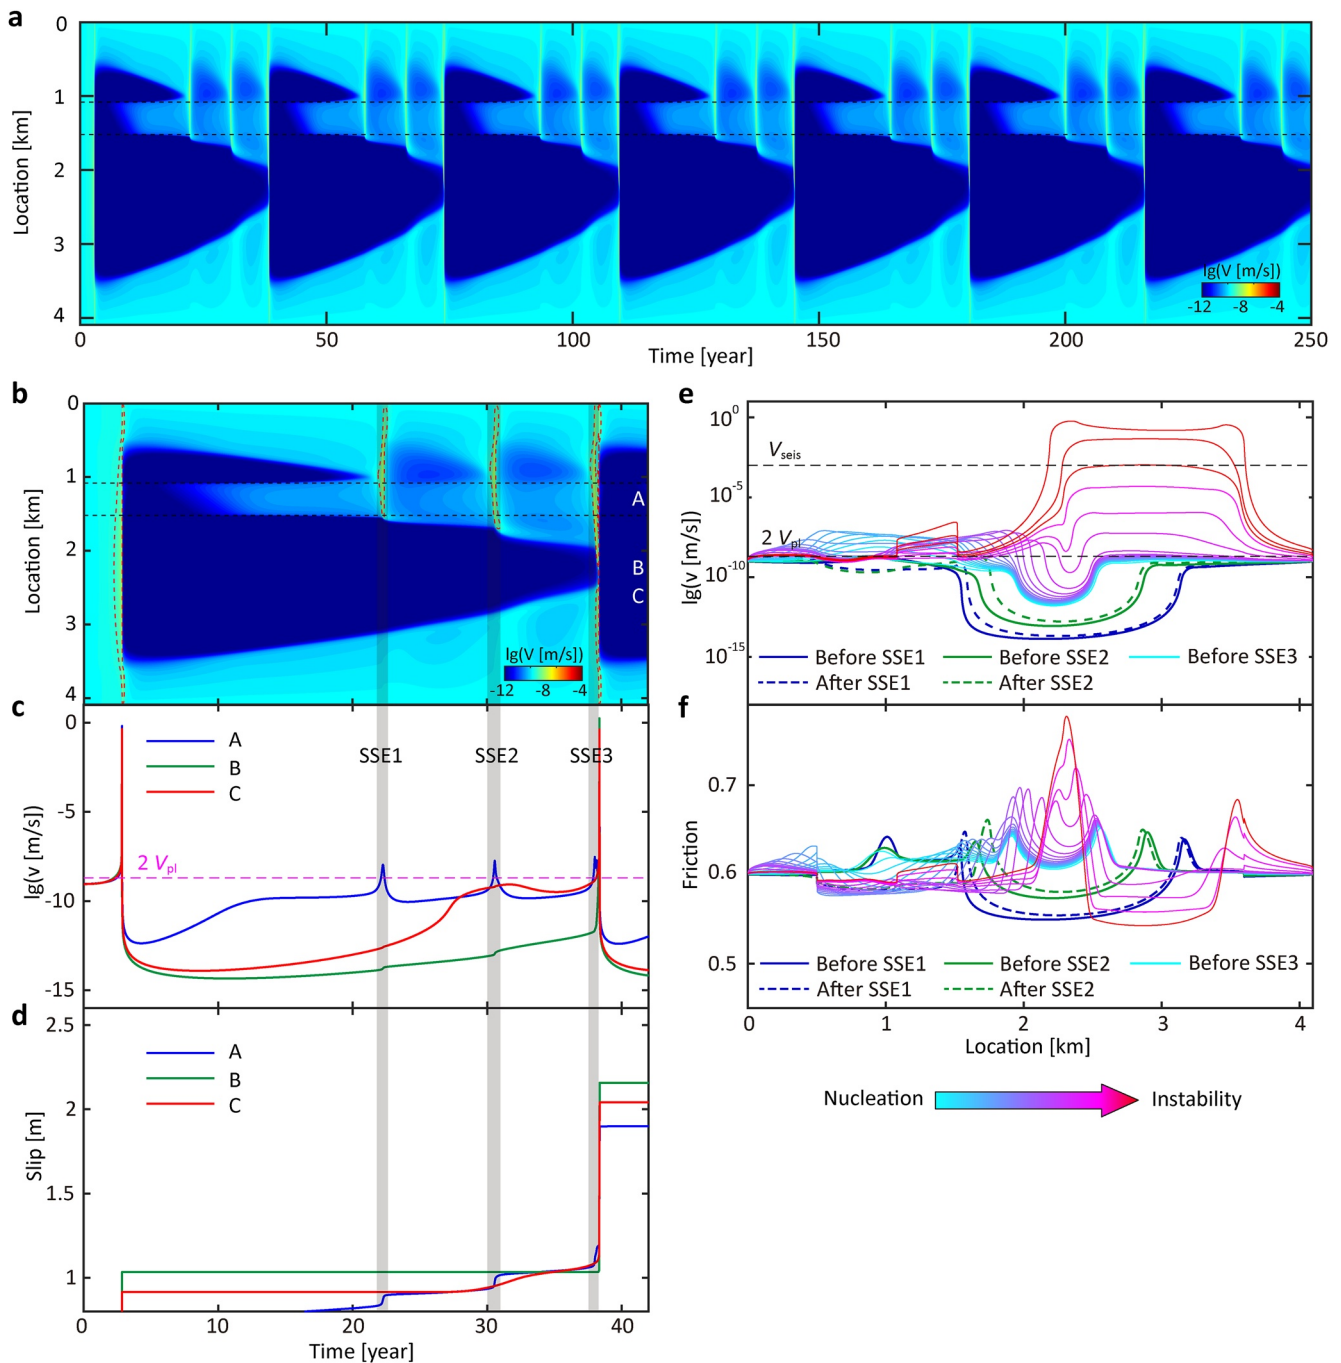 a
0
1
2
3
4
Location [km]
lg(V [m/s])
-12 -8 -4
0 50 100 150 200 250
Time [year]
b
0
1
2
3
4
Location [km]
A
B
C
lg(V [m/s])
-12 -8 -4
c
0
-5
-10
-15
lg(v [m/s])
A
B
C
SSE1 SSE2 SSE3
2 Vpl
d
2.5
2
1.5
1
Slip [m]
A
B
C
0 10 20 30 40
Time [year]
e
10⁰
10⁻⁵
10⁻¹⁰
10⁻¹⁵
lg(v [m/s])
Vseis
2 Vpl
Before SSE1 Before SSE2 Before SSE3
After SSE1 After SSE2
f
0.7
0.6
0.5
Friction
Before SSE1 Before SSE2 Before SSE3
After SSE1 After SSE2
0 1 2 3 4
Location [km]
Nucleation Instability